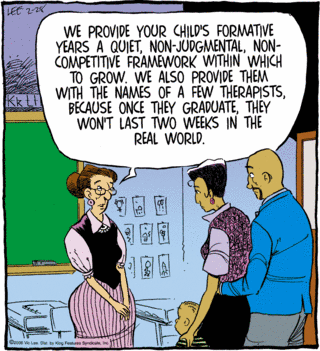 LEE 2-28
WE PROVIDE YOUR CHILD'S FORMATIVE
YEARS A QUIET, NON-JUDGMENTAL, NON-
COMPETITIVE FRAMEWORK WITHIN WHICH
TO GROW. WE ALSO PROVIDE THEM
WITH THE NAMES OF A FEW THERAPISTS,
BECAUSE ONCE THEY GRADUATE, THEY
WON'T LAST TWO WEEKS IN THE
REAL WORLD.
Kk Ll
©2008 Vic Lee, Dist. by King Features Syndicate, Inc.